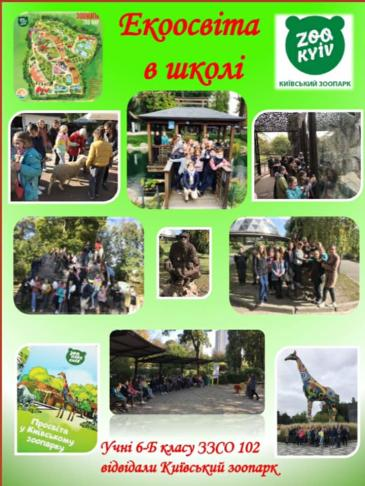 Екоосвіта
в школі
ZOO
KYIV
КИЇВСЬКИЙ ЗООПАРК
Просвіта
у Київському
зоопарку
Учні 6-Б класу ЗЗСО 102
відвідали Київський зоопарк